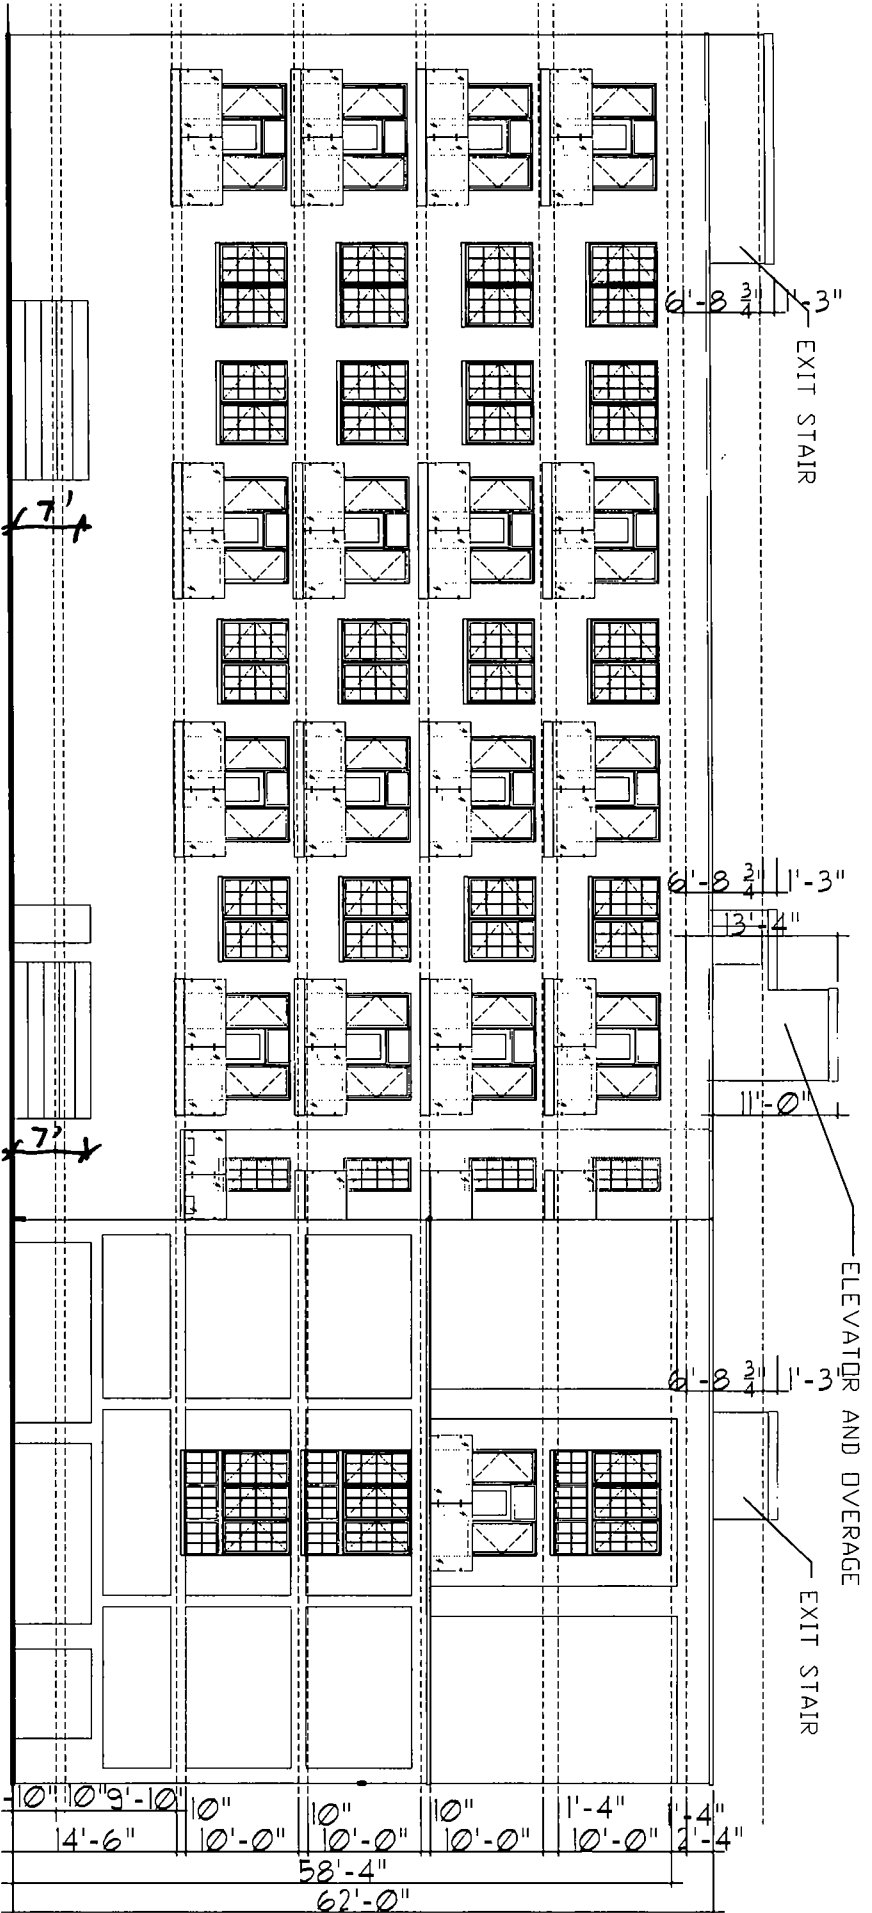 6'-8 3/4" 1'-3"
EXIT STAIR
7'
6'-8 3/4" 1'-3"
13'-4"
11'-0"
7'
ELEVATOR AND OVERAGE
6'-8 3/4" 1'-3"
EXIT STAIR
10" 10" 9'-10" 10" 10" 10" 1'-4" 1'-4"
14'-6" 10'-0" 10'-0" 10'-0" 10'-0" 2'-4"
58'-4"
62'-0"